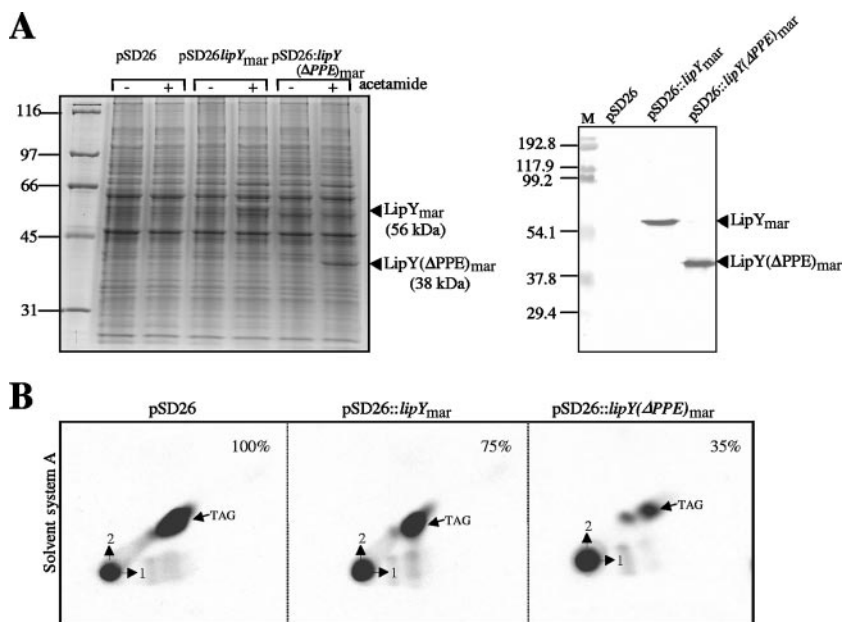 A
pSD26 pSD26lipYmar pSD26:lipY
(ΔPPE)mar
- + - + - + acetamide
116
97
66
45
31
LipYmar
(56 kDa)
LipY(ΔPPE)mar
(38 kDa)
M pSD26 pSD26::lipYmar pSD26::lipY(ΔPPE)mar
192.8
117.9
99.2
54.1
37.8
29.4
LipYmar
LipY(ΔPPE)mar
B
pSD26 pSD26::lipYmar pSD26::lipY(ΔPPE)mar
Solvent system A
100% 75% 35%
TAG TAG TAG
2 2 2
1 1 1